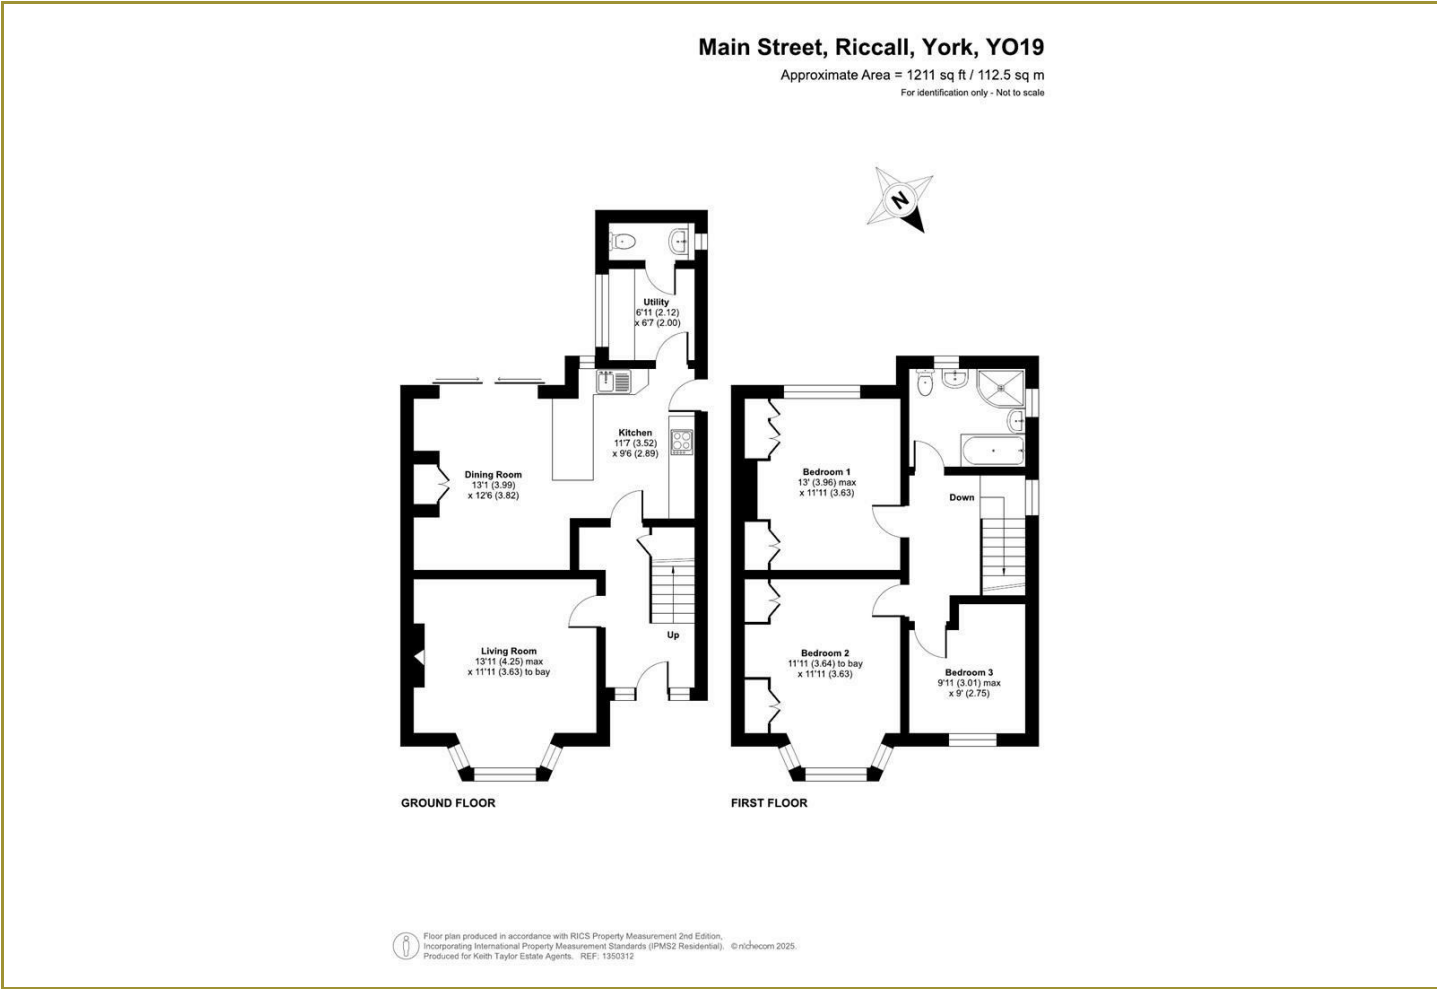 Main Street, Riccall, York, YO19
Approximate Area = 1211 sq ft / 112.5 sq m
For identification only - Not to scale
N
Utility
6'11 (2.12)
x 6'7 (2.00)
Kitchen
11'7 (3.52)
x 9'6 (2.89)
Dining Room
13'1 (3.99)
x 12'6 (3.82)
Living Room
13'11 (4.25) max
x 11'11 (3.63) to bay
Up
GROUND FLOOR
Bedroom 1
13' (3.96) max
x 11'11 (3.63)
Down
Bedroom 2
11'11 (3.64) to bay
x 11'11 (3.63)
Bedroom 3
9'11 (3.01) max
x 9' (2.75)
FIRST FLOOR
Floor plan produced in accordance with RICS Property Measurement 2nd Edition,
Incorporating International Property Measurement Standards (IPMS2 Residential). © nichecom 2025.
Produced for Keith Taylor Estate Agents. REF: 1350312